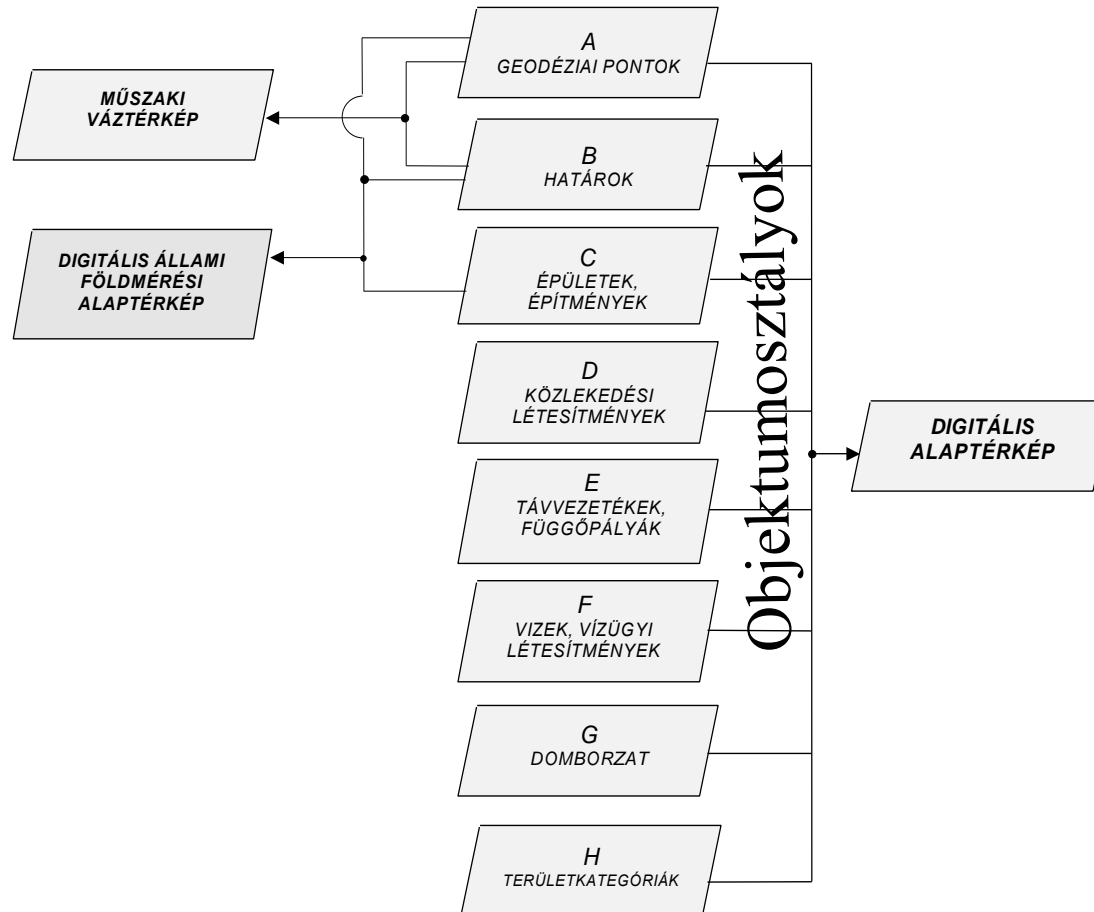 A
GEODÉZIAI PONTOK
MŰSZAKI
VÁZTÉRKÉP
B
HATÁROK
DIGITÁLIS ÁLLAMI
FÖLDMÉRÉSI
ALAPTÉRKÉP
C
ÉPÜLETEK,
ÉPÍTMÉNYEK
D
KÖZLEKEDÉSI
LÉTESÍTMÉNYEK
E
TÁVVEZETÉKEK,
FÜGGŐPÁLYÁK
F
VIZEK, VÍZÜGYI
LÉTESÍTMÉNYEK
G
DOMBORZAT
H
TERÜLETKATEGÓRIÁK
Objektumosztályok
DIGITÁLIS
ALAPTÉRKÉP